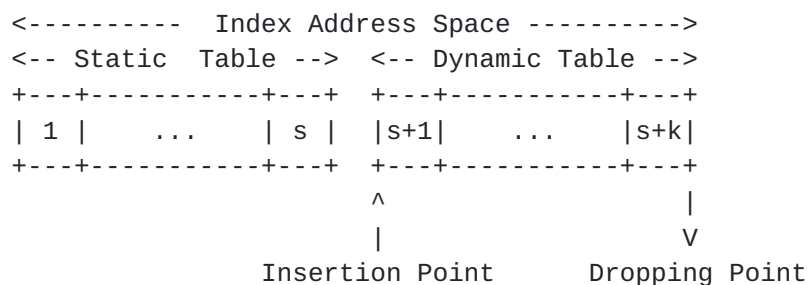 <----------  Index Address Space ---------->
<-- Static  Table -->  <-- Dynamic Table -->
+---+-----------+---+  +---+-----------+---+
| 1 |    ...    | s |  |s+1|    ...    |s+k|
+---+-----------+---+  +---+-----------+---+
                       ^                   |
                       |                   V
                Insertion Point      Dropping Point